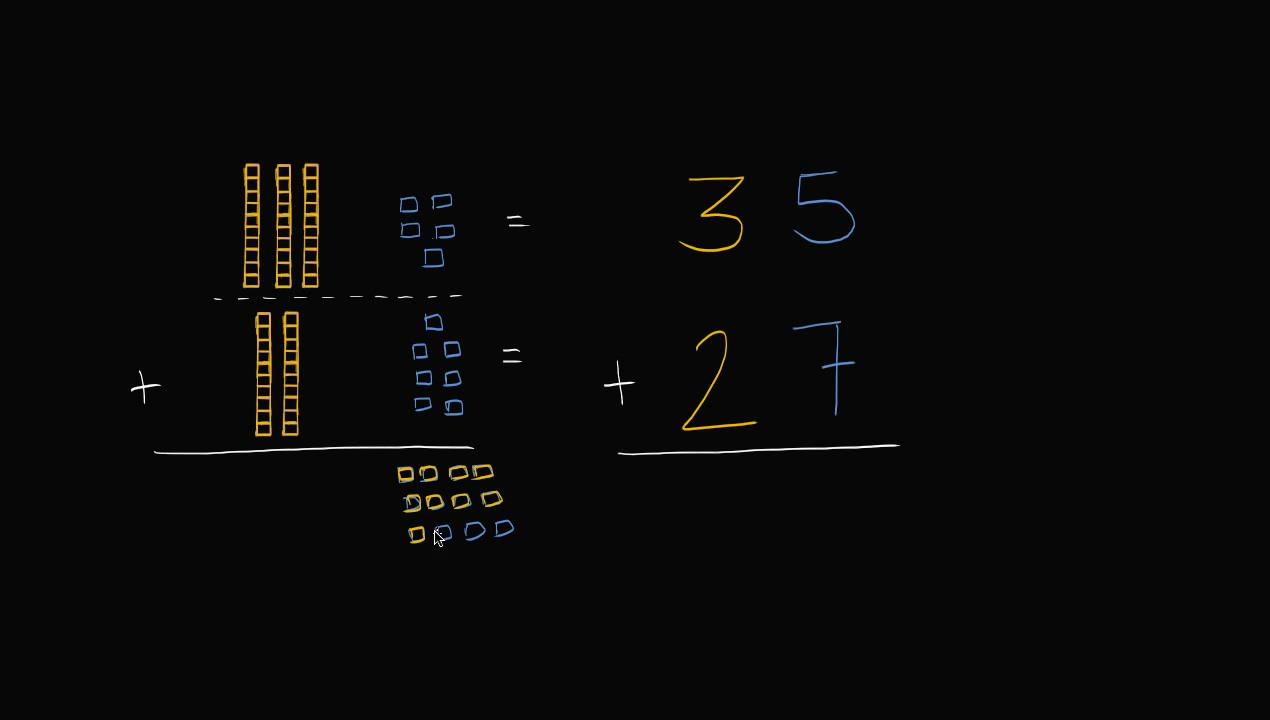 = 35
+ = + 27